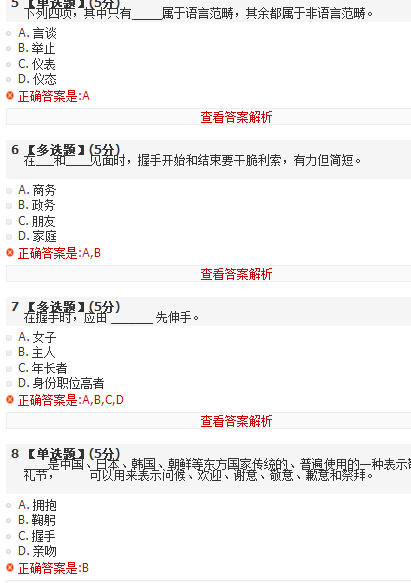 5 【单选题】(5分)
下列四项，其中只有_____属于语言范畴，其余都属于非语言范畴。
A. 言谈
B. 举止
C. 仪表
D. 仪态
正确答案是:A
查看答案解析
6 【多选题】(5分)
在___和____见面时，握手开始和结束要干脆利索，有力但简短。
A. 商务
B. 政务
C. 朋友
D. 家庭
正确答案是:A,B
查看答案解析
7 【多选题】(5分)
在握手时，应由 _______ 先伸手。
A. 女子
B. 主人
C. 年长者
D. 身份职位高者
正确答案是:A,B,C,D
查看答案解析
8 【单选题】(5分)
____是中国、日本、韩国、朝鲜等东方国家传统的、普遍使用的一种表示
礼节，　　可以用来表示问候、欢迎、谢意、敬意、歉意和祭拜。
A. 拥抱
B. 鞠躬
C. 握手
D. 亲吻
正确答案是:B